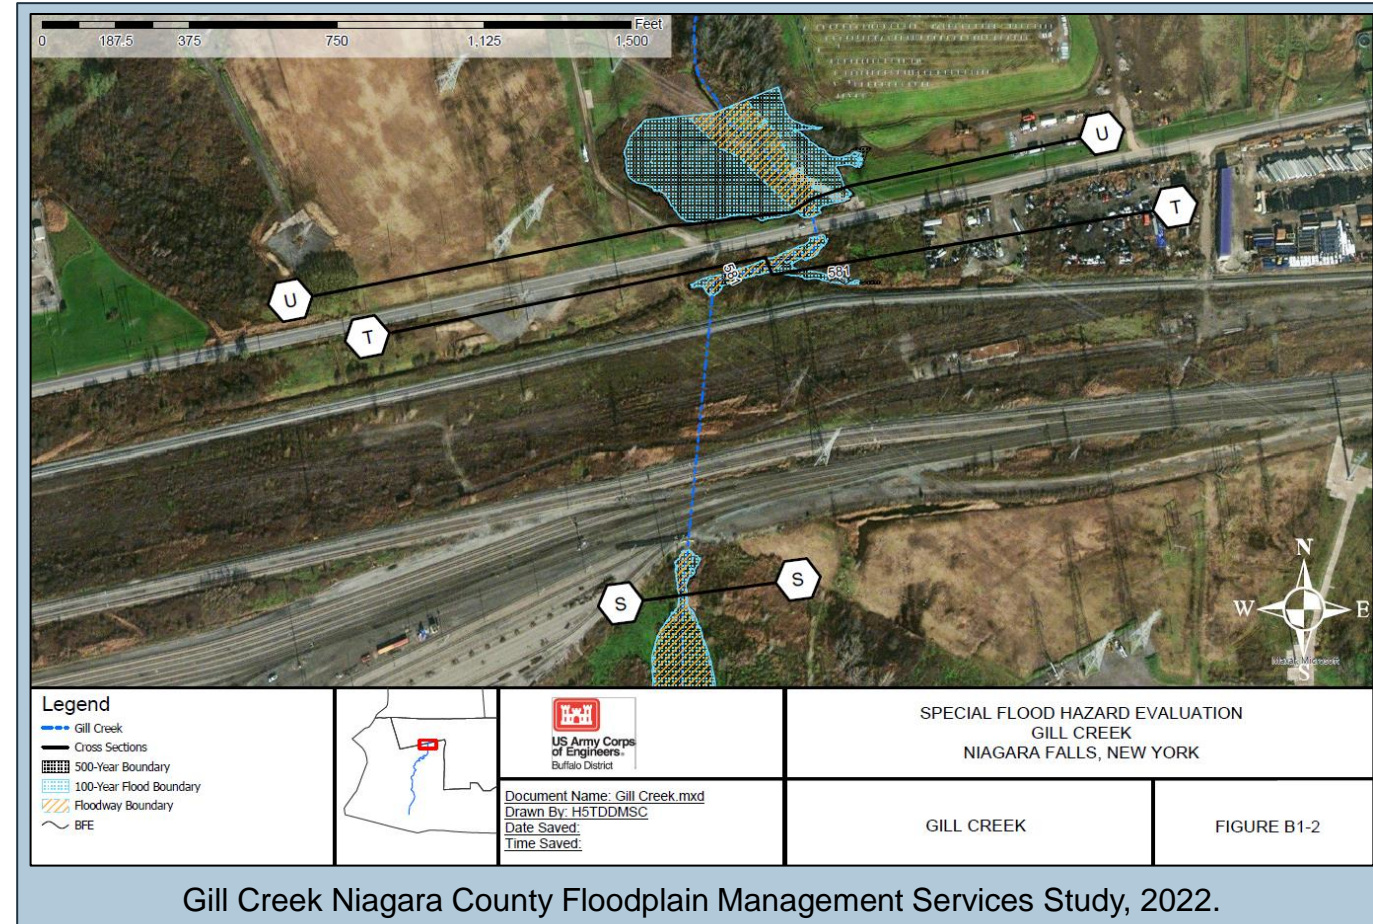 Feet
0 187.5 375 750 1,125 1,500
U
U
T
T
581
581
S
S
N
W E
S
Legend
Gill Creek
Cross Sections
500-Year Boundary
100-Year Flood Boundary
Floodway Boundary
BFE
US Army Corps
of Engineers®
Buffalo District
Document Name: Gill Creek.mxd
Drawn By: H5TDDMSC
Date Saved:
Time Saved:
SPECIAL FLOOD HAZARD EVALUATION
GILL CREEK
NIAGARA FALLS, NEW YORK
GILL CREEK
FIGURE B1-2
Gill Creek Niagara County Floodplain Management Services Study, 2022.